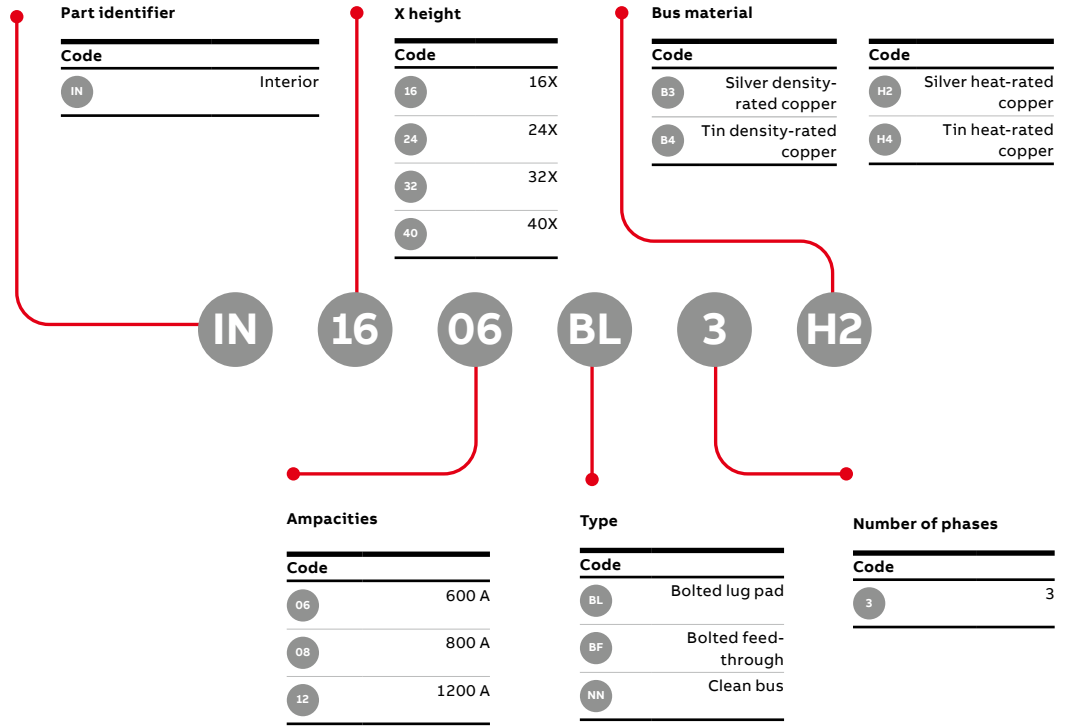 Part identifier
Code
IN Interior
X height
Code
16 16X
24 24X
32 32X
40 40X
Bus material
Code
B3 Silver density-
rated copper
B4 Tin density-rated
copper
Code
H2 Silver heat-rated
copper
H4 Tin heat-rated
copper
IN 16 06 BL 3 H2
Ampacities
Code
06 600 A
08 800 A
12 1200 A
Type
Code
BL Bolted lug pad
BF Bolted feed-
through
NN Clean bus
Number of phases
Code
3 3